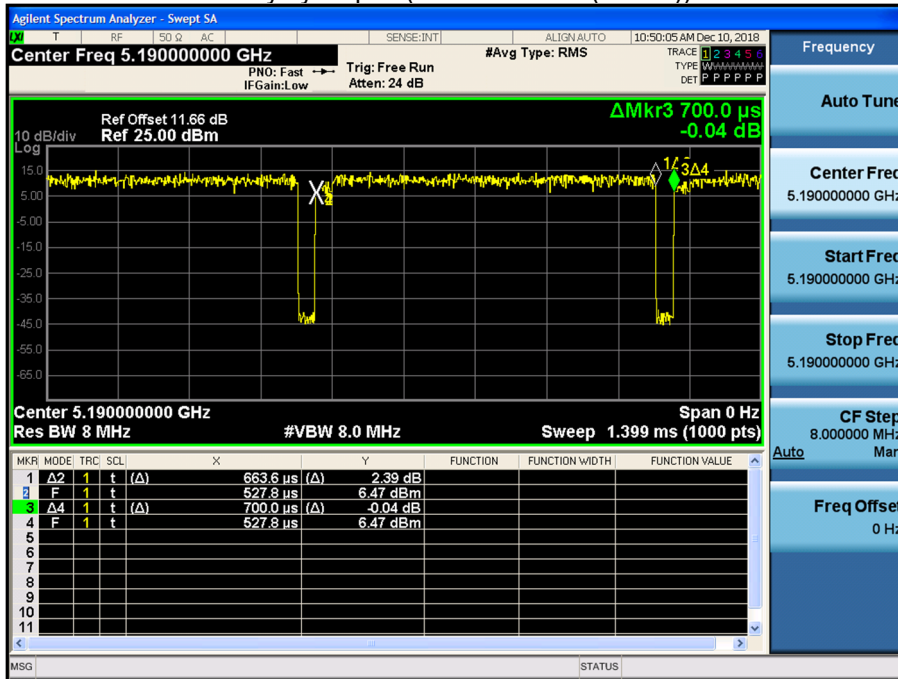 Agilent Spectrum Analyzer - Swept SA
LXI T RF 50 Ω AC SENSE:INT ALIGN AUTO 10:50:05 AM Dec 10, 2018
Center Freq 5.190000000 GHz
PNO: Fast
IFGain:Low
Trig: Free Run
Atten: 24 dB
#Avg Type: RMS
TRACE 1 2 3 4 5 6
TYPE
DET P P P P P P
Ref Offset 11.66 dB
Ref 25.00 dBm
10 dB/div
Log
ΔMkr3 700.0 µs
-0.04 dB
15.0
5.00
-5.00
-15.0
-25.0
-35.0
-45.0
-55.0
-65.0
3Δ4
Center 5.190000000 GHz
Span 0 Hz
Res BW 8 MHz
#VBW 8.0 MHz
Sweep 1.399 ms (1000 pts)
MKR MODE TRC SCL X Y FUNCTION FUNCTION WIDTH FUNCTION VALUE
1 Δ2 1 t (Δ) 663.6 µs (Δ) 2.39 dB
2 F 1 t 527.8 µs 6.47 dBm
3 Δ4 1 t (Δ) 700.0 µs (Δ) -0.04 dB
4 F 1 t 527.8 µs 6.47 dBm
5
6
7
8
9
10
11
MSG
STATUS
Frequency
Auto Tune
Center Freq
5.190000000 GHz
Start Freq
5.190000000 GHz
Stop Freq
5.190000000 GHz
CF Step
8.000000 MHz
Auto Man
Freq Offset
0 Hz